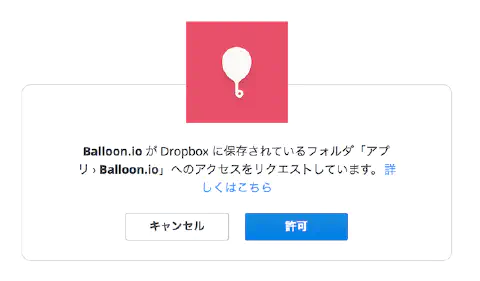 Balloon.io が Dropbox に保存されているフォルダ「アプ
リ › Balloon.io」へのアクセスをリクエストしています。詳
しくはこちら
キャンセル
許可